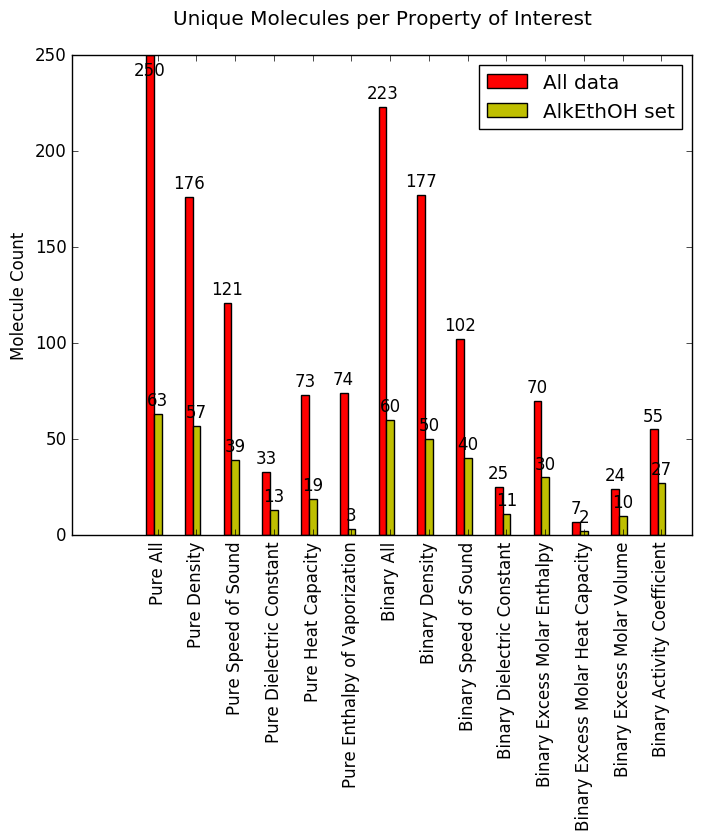 Unique Molecules per Property of Interest
All data
AlkEthOH set
Molecule Count
250
200
150
100
50
0
250
63
176
57
121
39
33
13
73
19
74
3
223
60
177
50
102
40
25
11
70
30
7
2
24
10
55
27
Pure All
Pure Density
Pure Speed of Sound
Pure Dielectric Constant
Pure Heat Capacity
Pure Enthalpy of Vaporization
Binary All
Binary Density
Binary Speed of Sound
Binary Dielectric Constant
Binary Excess Molar Enthalpy
Binary Excess Molar Heat Capacity
Binary Excess Molar Volume
Binary Activity Coefficient